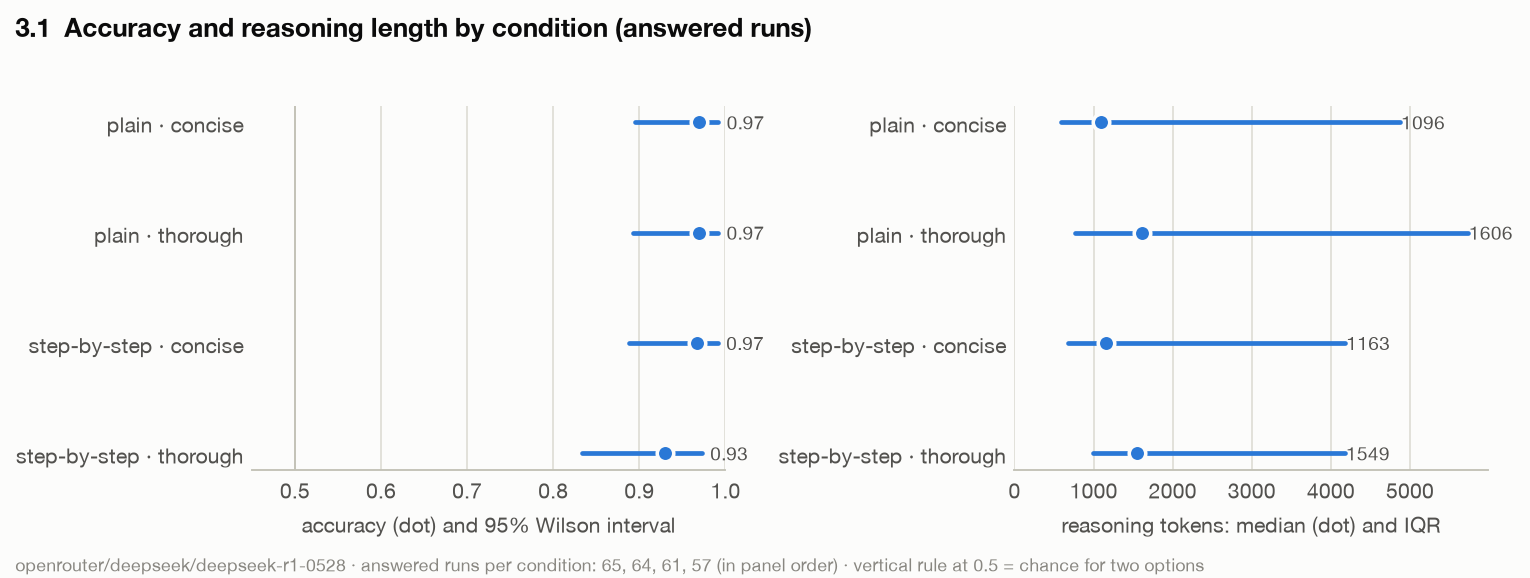 3.1 Accuracy and reasoning length by condition (answered runs)
plain · concise
0.97
plain · thorough
0.97
step-by-step · concise
0.97
step-by-step · thorough
0.93
0.5 0.6 0.7 0.8 0.9 1.0
accuracy (dot) and 95% Wilson interval
plain · concise
1096
plain · thorough
1606
step-by-step · concise
1163
step-by-step · thorough
1549
0 1000 2000 3000 4000 5000
reasoning tokens: median (dot) and IQR
openrouter/deepseek/deepseek-r1-0528 · answered runs per condition: 65, 64, 61, 57 (in panel order) · vertical rule at 0.5 = chance for two options